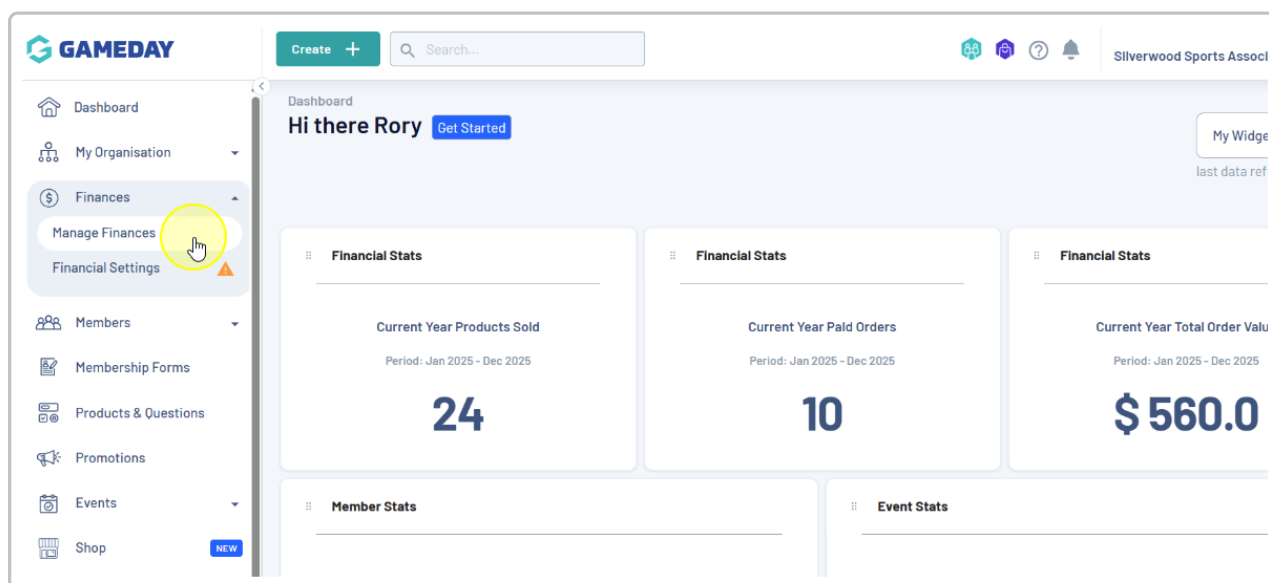 GAMEDAY
Create +
Search...
Silverwood Sports Associ
Dashboard
My Organisation
Finances
Manage Finances
Financial Settings
Members
Membership Forms
Products & Questions
Promotions
Events
Shop
NEW
Dashboard
Hi there Rory
Get Started
My Widge
last data ref
Financial Stats
Current Year Products Sold
Period: Jan 2025 - Dec 2025
24
Financial Stats
Current Year Paid Orders
Period: Jan 2025 - Dec 2025
10
Financial Stats
Current Year Total Order Valu
Period: Jan 2025 - Dec 2025
$ 560.0
Member Stats
Event Stats